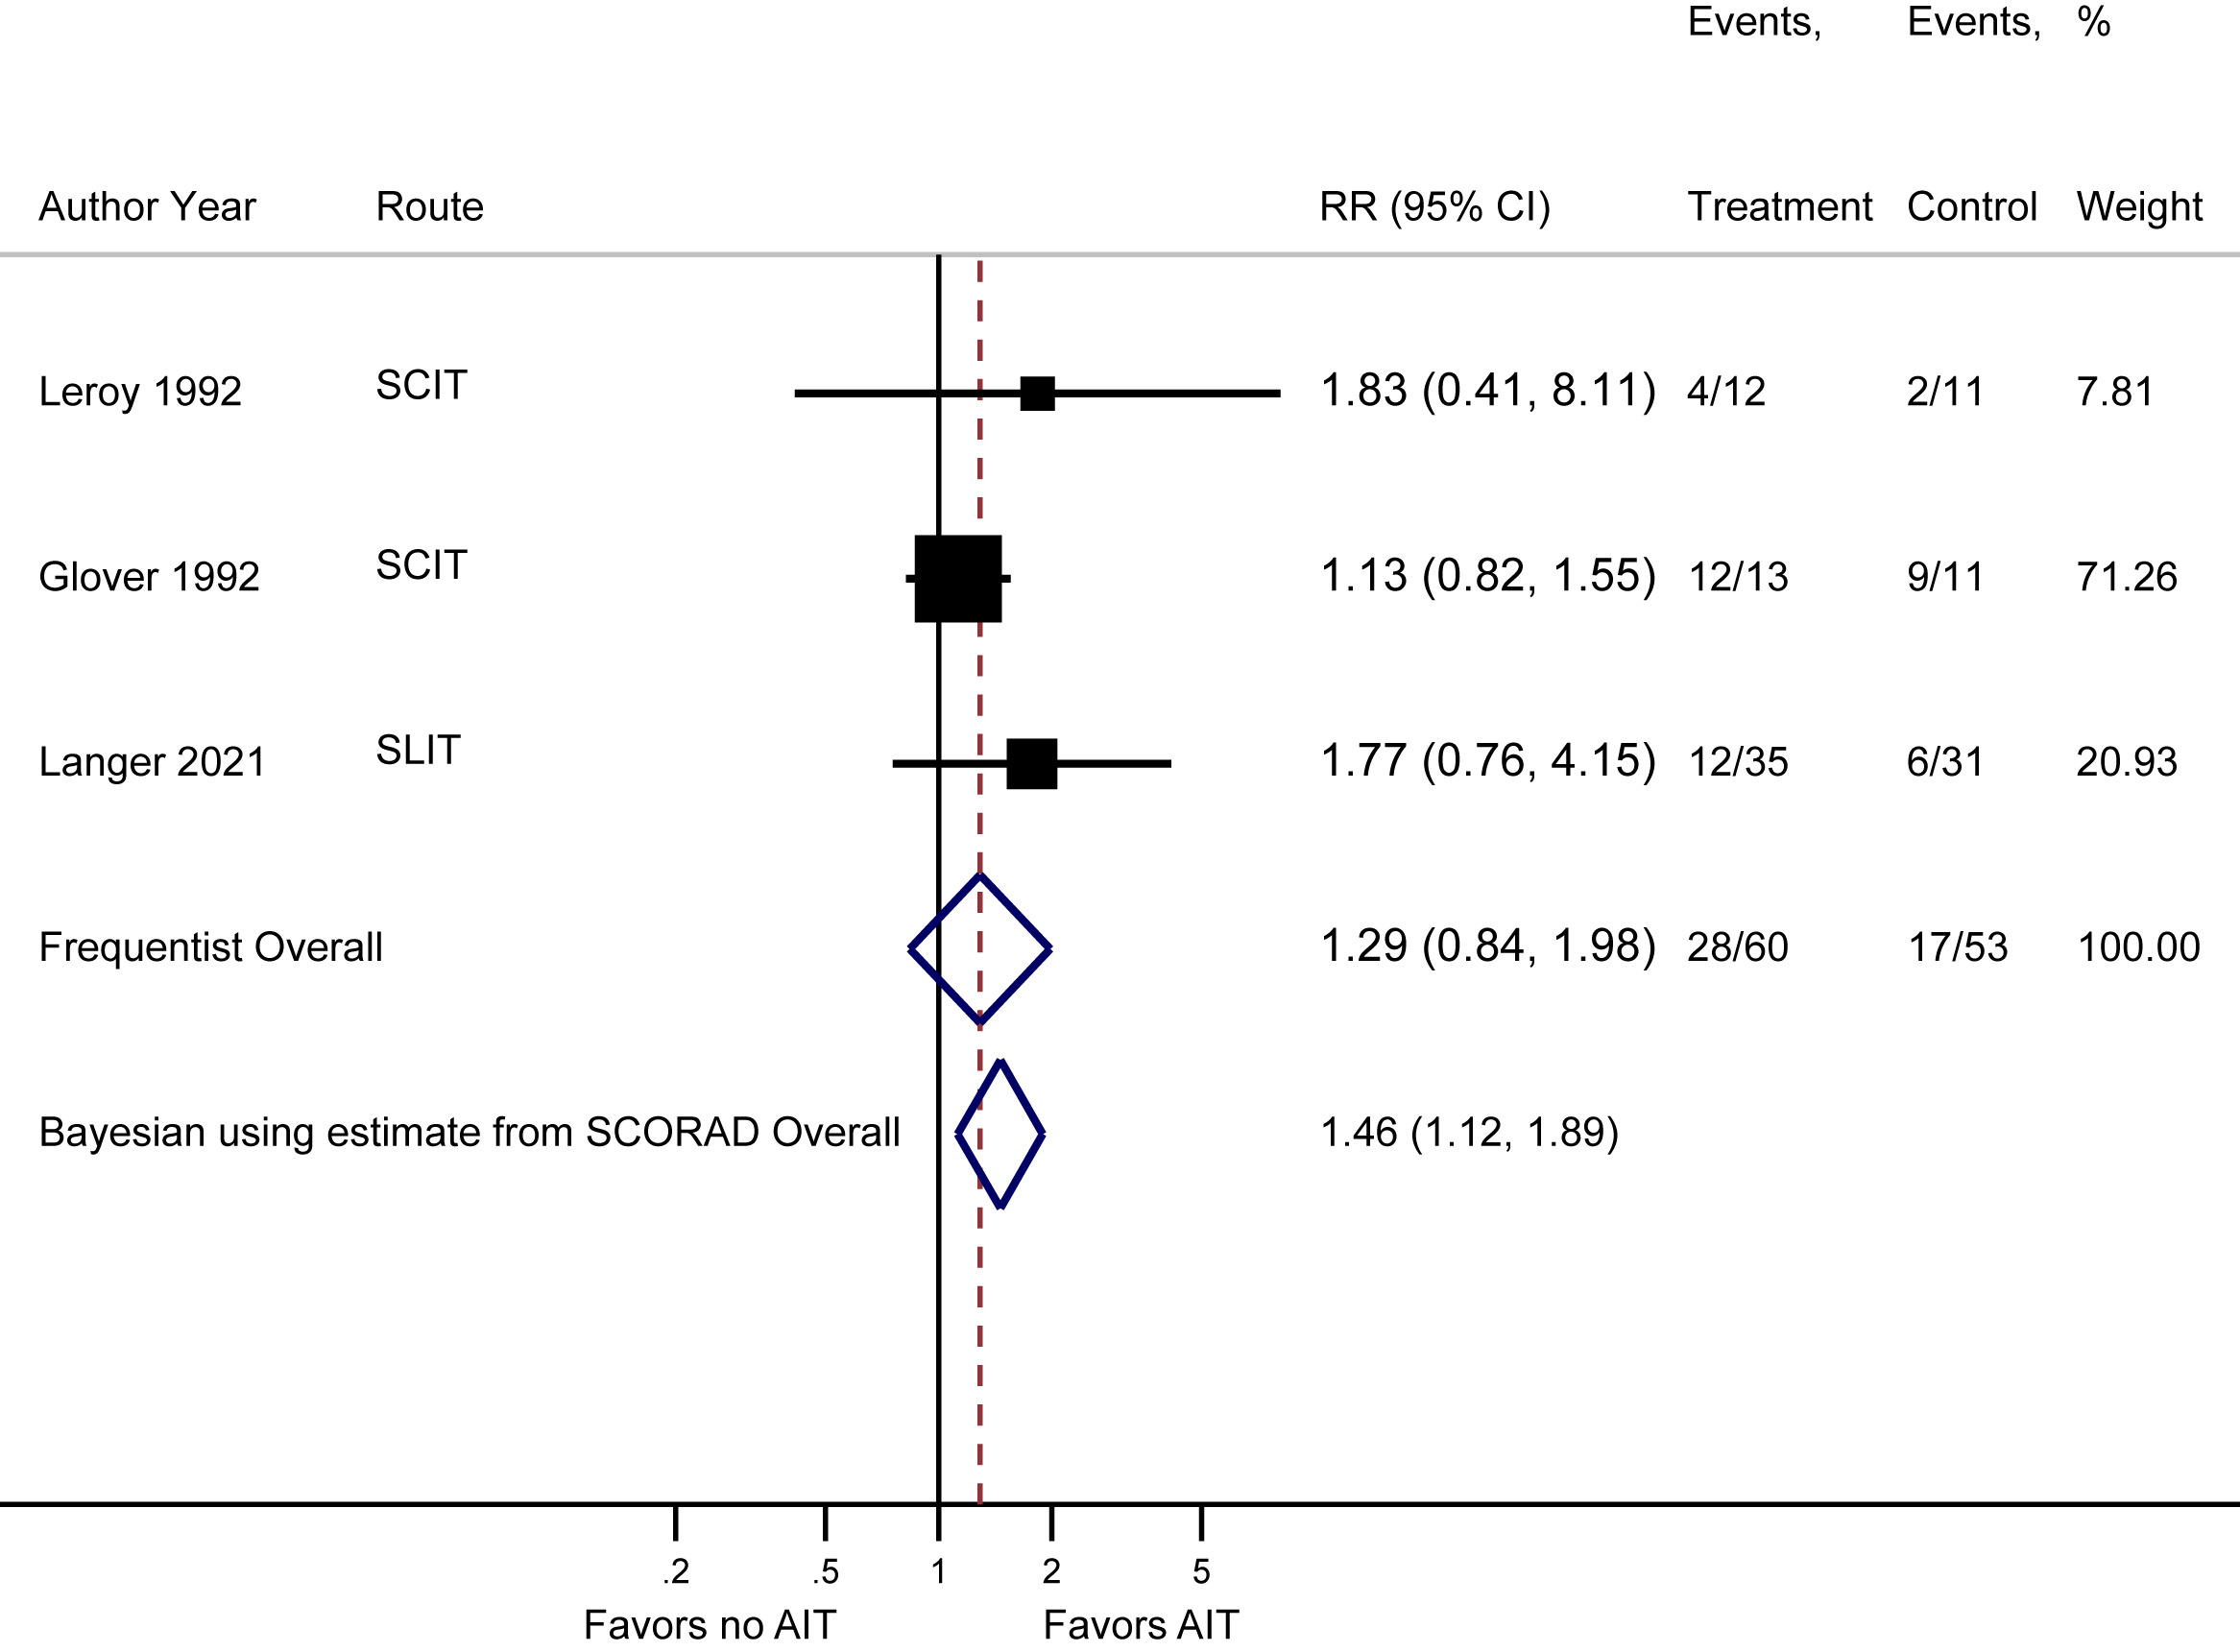 Events, Events, %
Author Year Route RR (95% CI) Treatment Control Weight
Leroy 1992 SCIT 1.83 (0.41, 8.11) 4/12 2/11 7.81
Glover 1992 SCIT 1.13 (0.82, 1.55) 12/13 9/11 71.26
Langer 2021 SLIT 1.77 (0.76, 4.15) 12/35 6/31 20.93
Frequentist Overall 1.29 (0.84, 1.98) 28/60 17/53 100.00
Bayesian using estimate from SCORAD Overall 1.46 (1.12, 1.89)
.2 .5 1 2 5
Favors no AIT Favors AIT